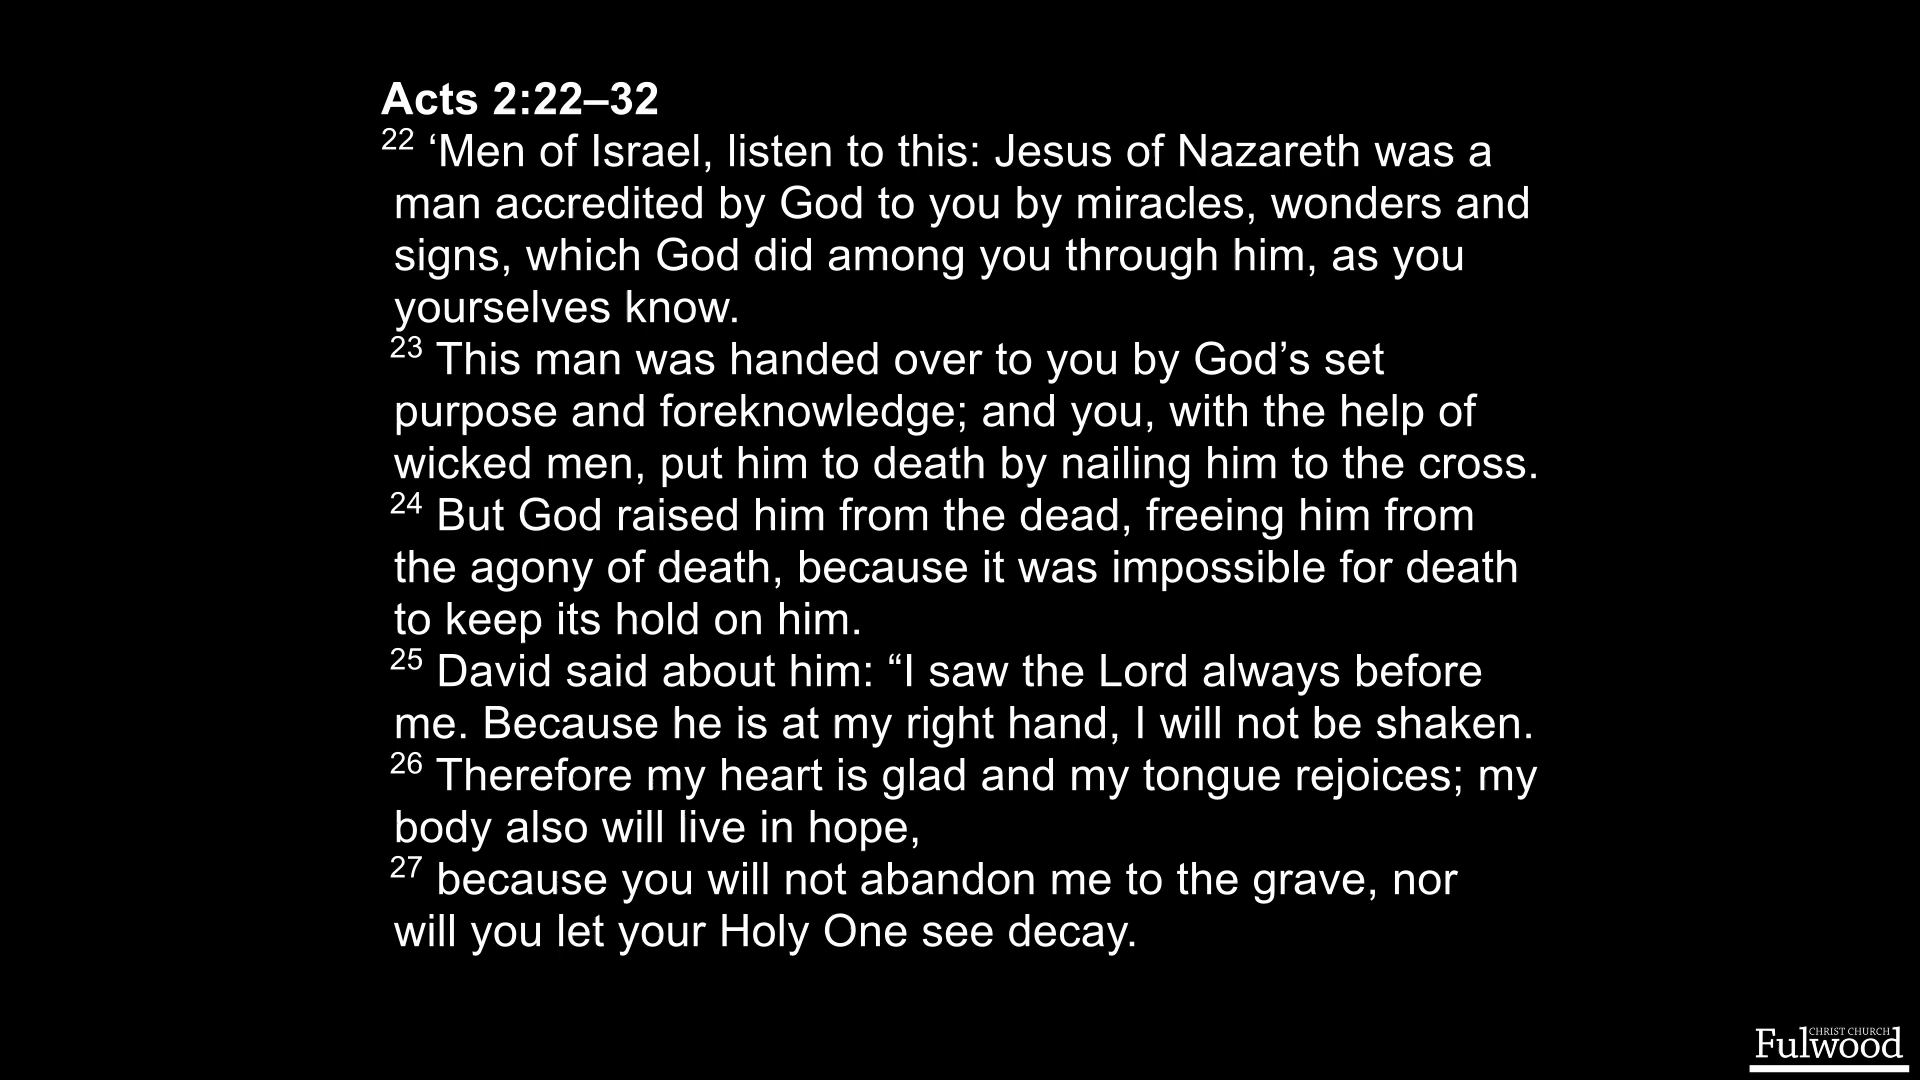 Acts 2:22–32
22 ‘Men of Israel, listen to this: Jesus of Nazareth was a
man accredited by God to you by miracles, wonders and
signs, which God did among you through him, as you
yourselves know.
23 This man was handed over to you by God’s set
purpose and foreknowledge; and you, with the help of
wicked men, put him to death by nailing him to the cross.
24 But God raised him from the dead, freeing him from
the agony of death, because it was impossible for death
to keep its hold on him.
25 David said about him: “I saw the Lord always before
me. Because he is at my right hand, I will not be shaken.
26 Therefore my heart is glad and my tongue rejoices; my
body also will live in hope,
27 because you will not abandon me to the grave, nor
will you let your Holy One see decay.
CHRIST CHURCH
Fulwood